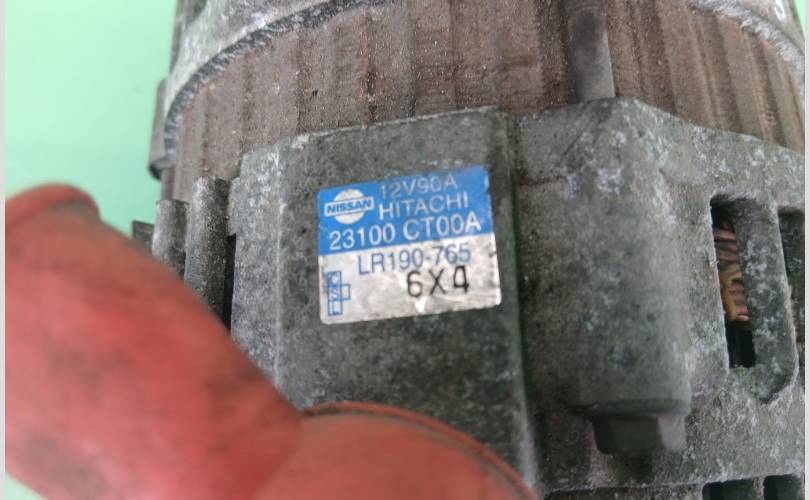 12V90A
NISSAN
HITACHI
23100 CT00A
LR190-765
6X4